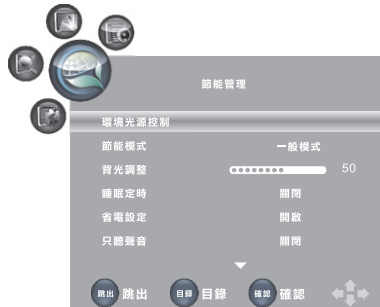 節能管理
環境光源控制
節能模式 一般模式
背光調整 50
睡眠定時 關閉
省電設定 開啟
只聽聲音 關閉
跳出 跳出 目錄 目錄 確認 確認